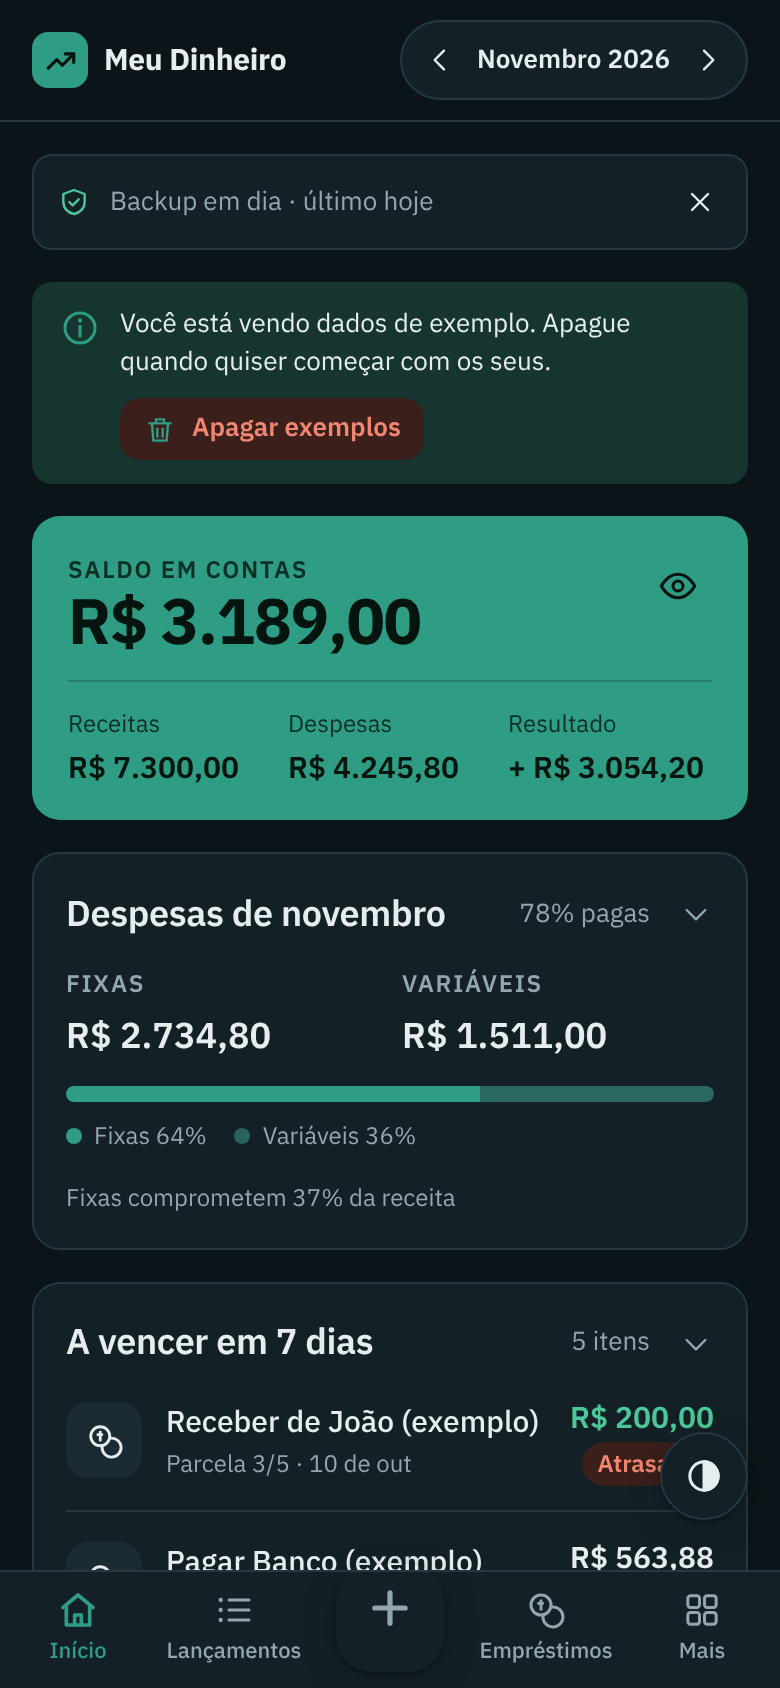 Meu Dinheiro
Novembro 2026
Backup em dia · último hoje
Você está vendo dados de exemplo. Apague
quando quiser começar com os seus.
Apagar exemplos
SALDO EM CONTAS
R$ 3.189,00
Receitas
Despesas
Resultado
R$ 7.300,00
R$ 4.245,80
+ R$ 3.054,20
Despesas de novembro
78% pagas
FIXAS
VARIÁVEIS
R$ 2.734,80
R$ 1.511,00
Fixas 64%
Variáveis 36%
Fixas comprometem 37% da receita
A vencer em 7 dias
5 itens
Receber de João (exemplo)
R$ 200,00
Parcela 3/5 · 10 de out
Pagar Banco (exemplo)
R$ 563,88
Início
Lançamentos
Empréstimos
Mais